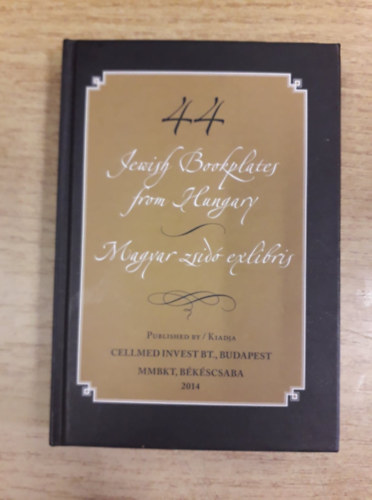 44
Jewish Bookplates
from Hungary
Magyar zsidó exlibris
Published by / Kiadja
CELLMED INVEST BT., BUDAPEST
MMBKT, BÉKÉSCSABA
2014